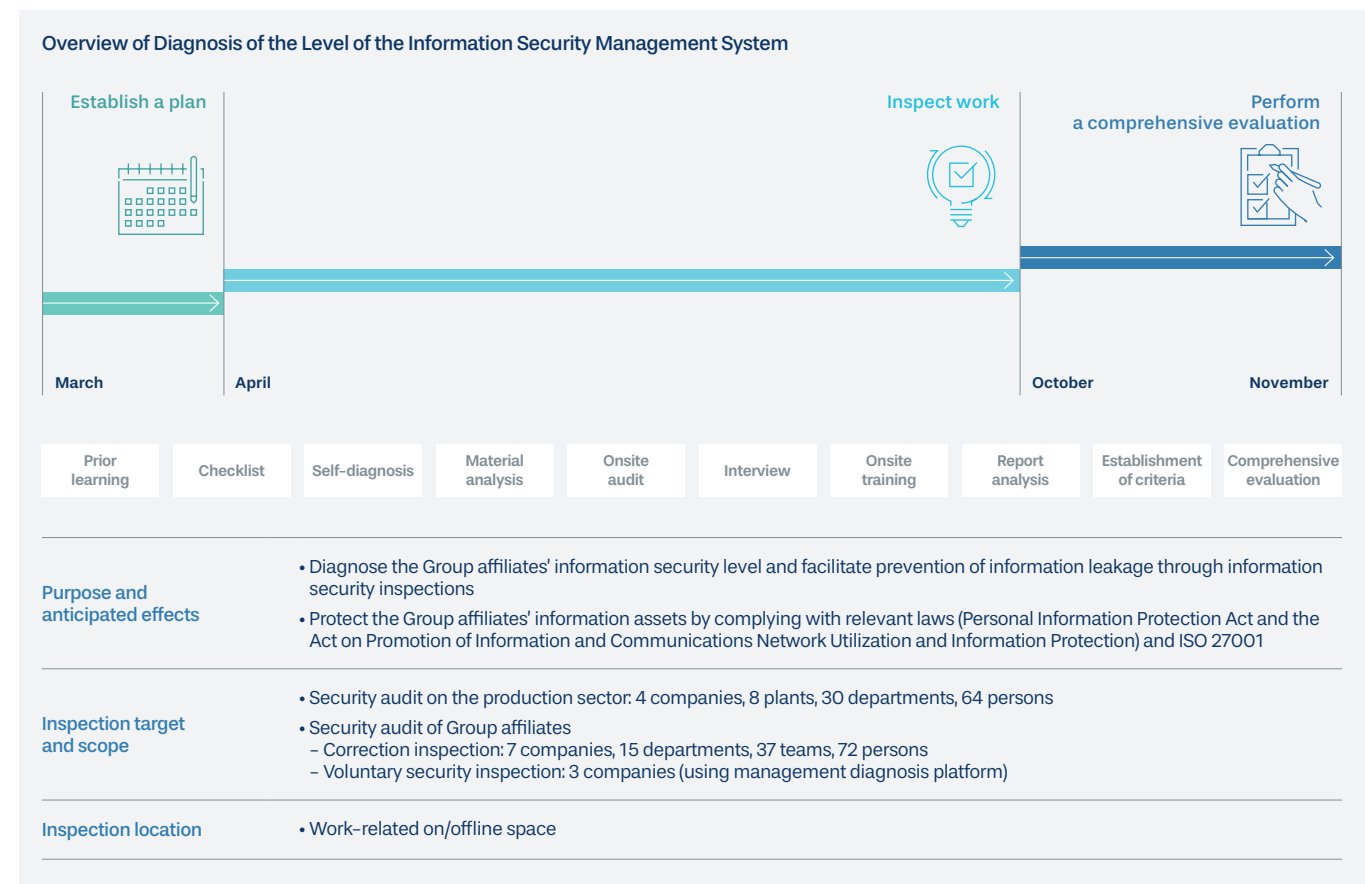 Overview of Diagnosis of the Level of the Information Security Management System
Establish a plan
Inspect work
Perform
a comprehensive evaluation
March
April
October
November
Prior
learning
Checklist
Self-diagnosis
Material
analysis
Onsite
audit
Interview
Onsite
training
Report
analysis
Establishment
of criteria
Comprehensive
evaluation
Purpose and
anticipated effects
• Diagnose the Group affiliates' information security level and facilitate prevention of information leakage through information
security inspections
• Protect the Group affiliates' information assets by complying with relevant laws (Personal Information Protection Act and the
Act on Promotion of Information and Communications Network Utilization and Information Protection) and ISO 27001
Inspection target
and scope
• Security audit on the production sector: 4 companies, 8 plants, 30 departments, 64 persons
• Security audit of Group affiliates
– Correction inspection: 7 companies, 15 departments, 37 teams, 72 persons
– Voluntary security inspection: 3 companies (using management diagnosis platform)
Inspection location
• Work-related on/offline space